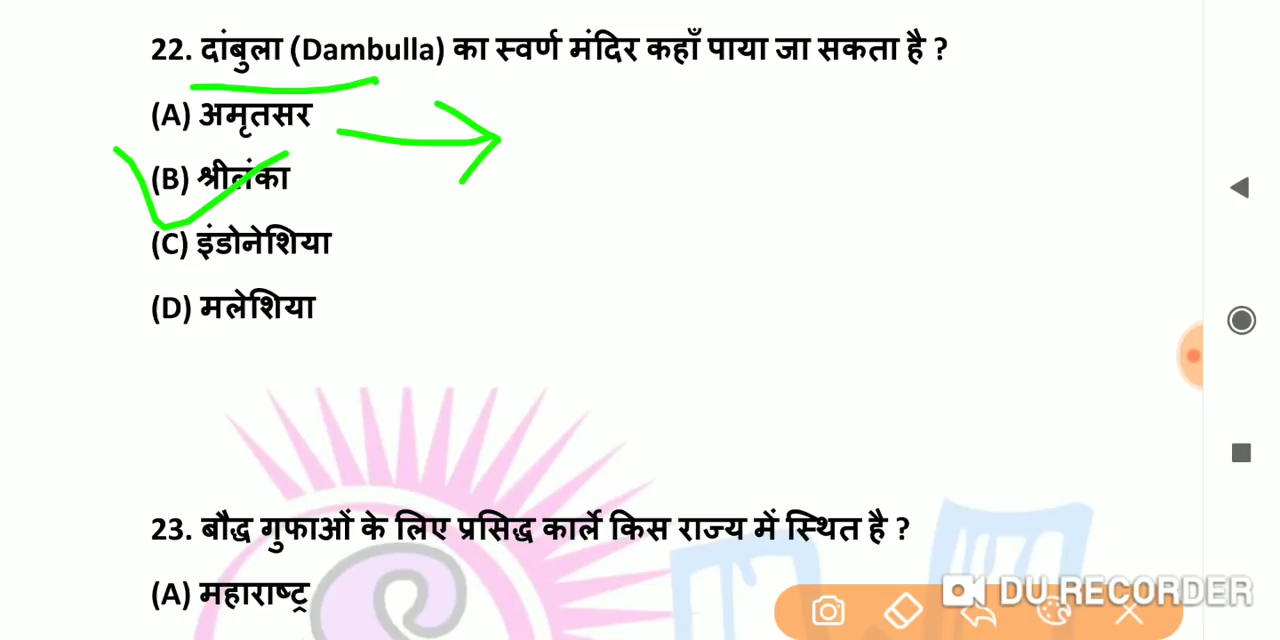 22. दांबुला (Dambulla) का स्वर्ण मंदिर कहाँ पाया जा सकता है ?
(A) अमृतसर
(B) श्रीलंका
(C) इंडोनेशिया
(D) मलेशिया
23. बौद्ध गुफाओं के लिए प्रसिद्ध कार्ले किस राज्य में स्थित है ?
(A) महाराष्ट्र
DU RECORDER